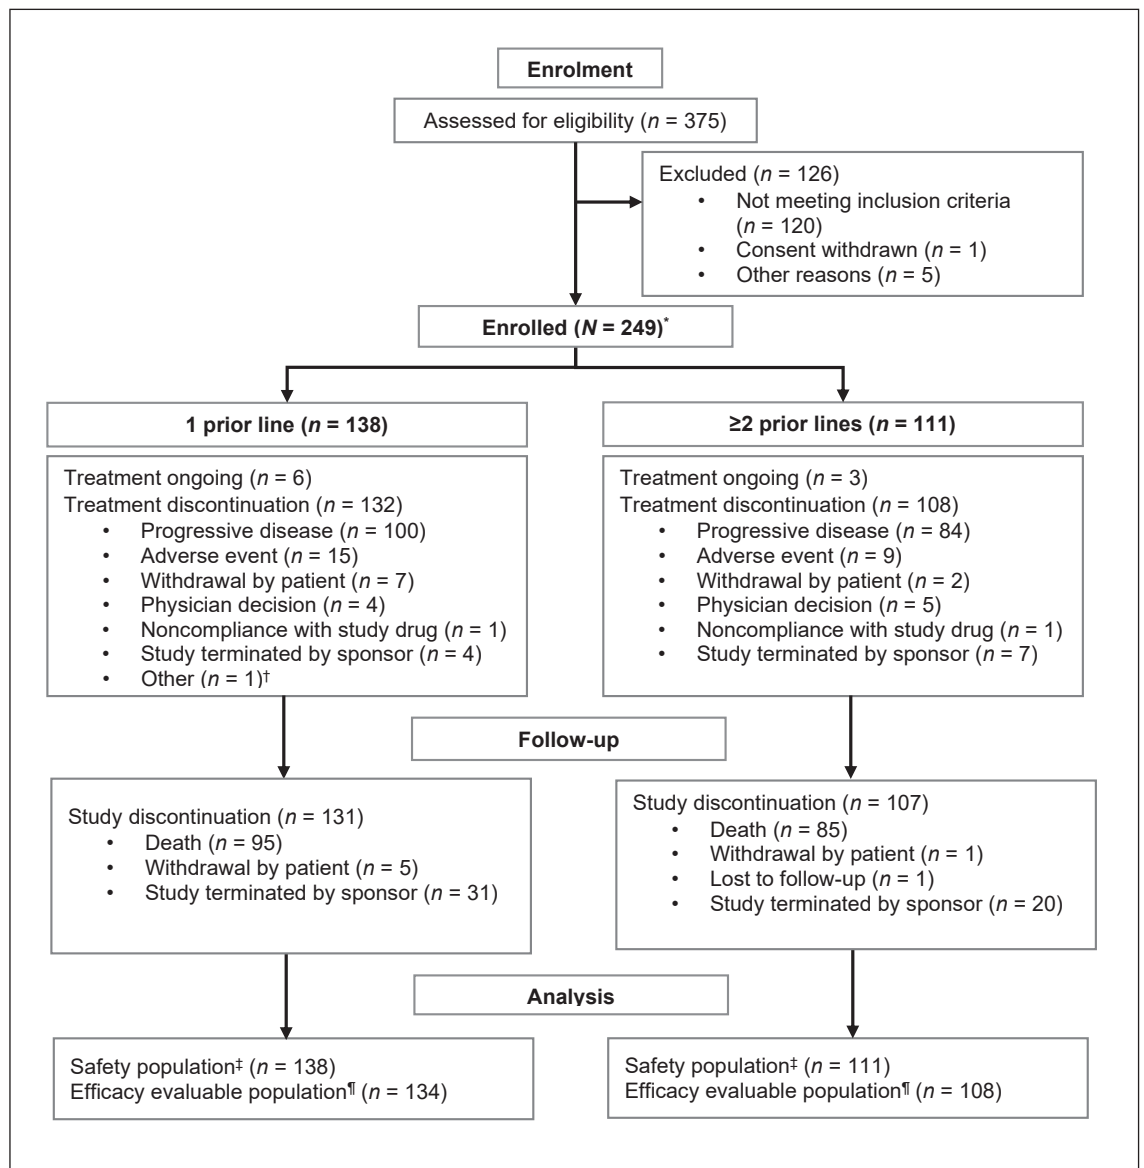 Enrolment
Assessed for eligibility (n = 375)
Excluded (n = 126)
• Not meeting inclusion criteria
(n = 120)
• Consent withdrawn (n = 1)
• Other reasons (n = 5)
Enrolled (N = 249)*
1 prior line (n = 138)
Treatment ongoing (n = 6)
Treatment discontinuation (n = 132)
• Progressive disease (n = 100)
• Adverse event (n = 15)
• Withdrawal by patient (n = 7)
• Physician decision (n = 4)
• Noncompliance with study drug (n = 1)
• Study terminated by sponsor (n = 4)
• Other (n = 1)†
≥2 prior lines (n = 111)
Treatment ongoing (n = 3)
Treatment discontinuation (n = 108)
• Progressive disease (n = 84)
• Adverse event (n = 9)
• Withdrawal by patient (n = 2)
• Physician decision (n = 5)
• Noncompliance with study drug (n = 1)
• Study terminated by sponsor (n = 7)
Follow-up
Study discontinuation (n = 131)
• Death (n = 95)
• Withdrawal by patient (n = 5)
• Study terminated by sponsor (n = 31)
Study discontinuation (n = 107)
• Death (n = 85)
• Withdrawal by patient (n = 1)
• Lost to follow-up (n = 1)
• Study terminated by sponsor (n = 20)
Analysis
Safety population‡ (n = 138)
Efficacy evaluable population¶ (n = 134)
Safety population‡ (n = 111)
Efficacy evaluable population¶ (n = 108)